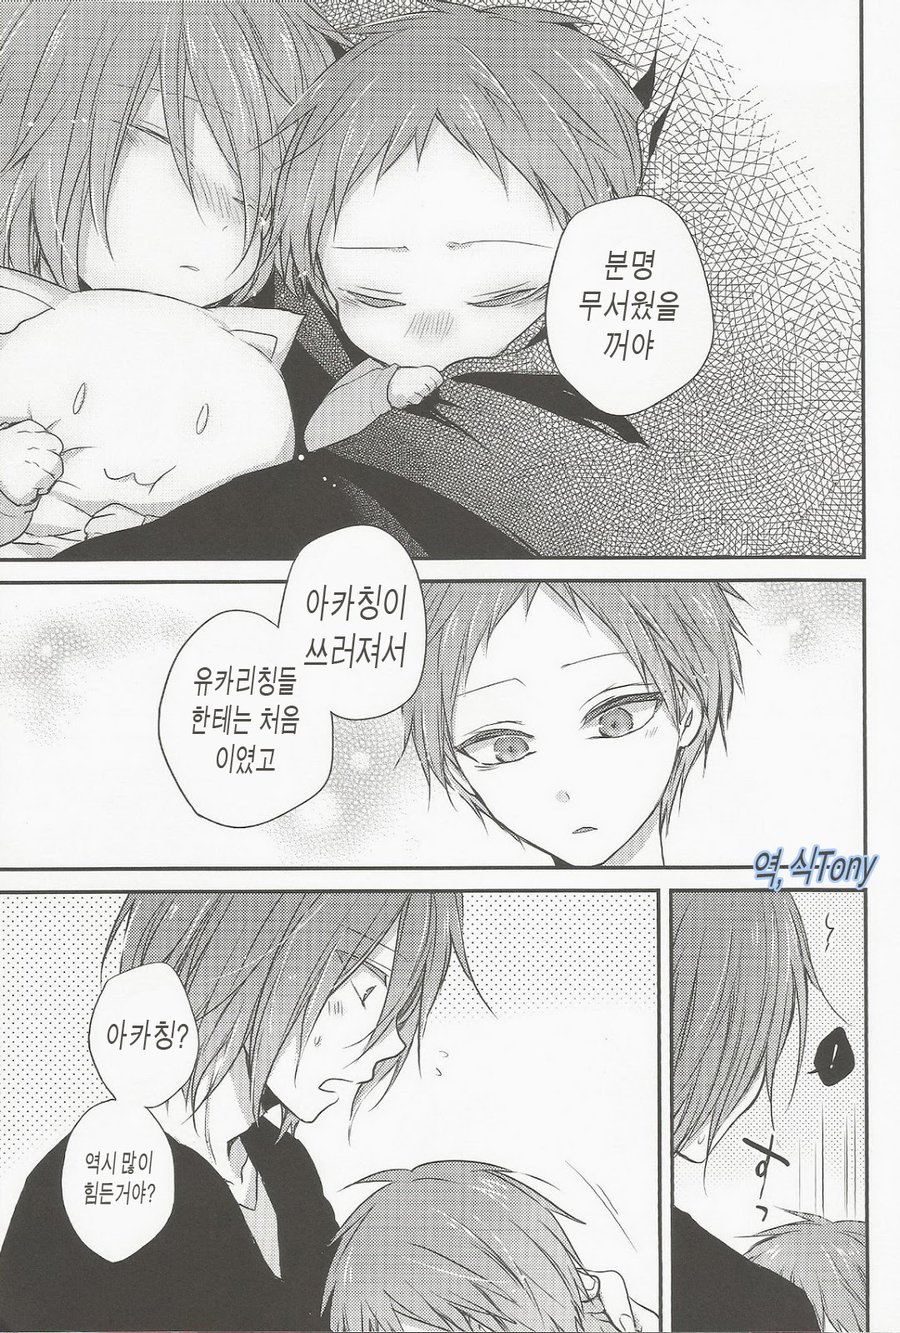 분명
무서웠을
꺼야
아카칭이
쓰러져서
유카리칭들
한테는 처음
이였고
역, 식Tony
!
すっ
아카칭?
역시 많이
힘든거야?